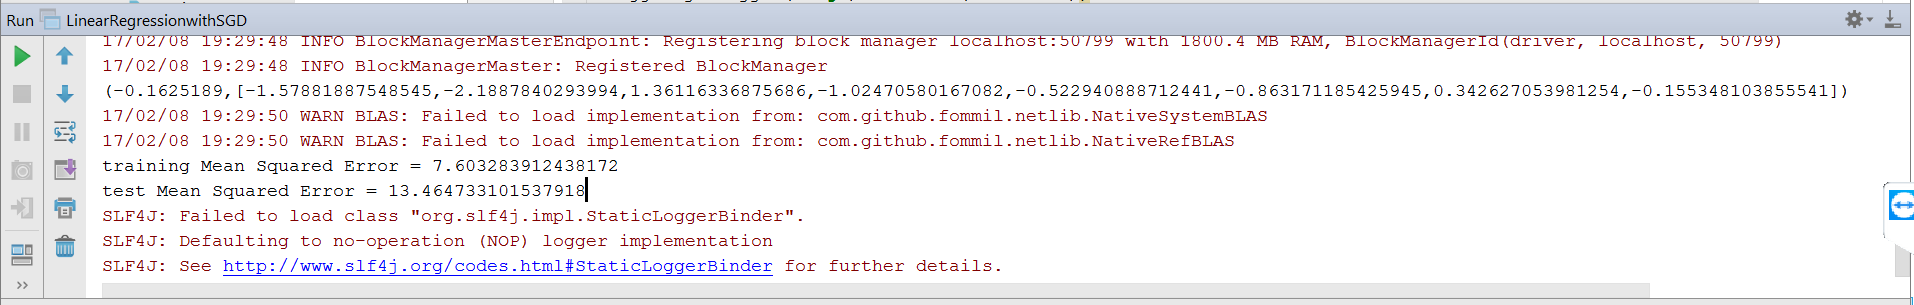 Run LinearRegressionwithSGD
17/02/08 19:29:48 INFO BlockManagerMasterEndpoint: Registering block manager localhost:50799 with 1800.4 MB RAM, BlockManagerId(driver, localhost, 50799)
17/02/08 19:29:48 INFO BlockManagerMaster: Registered BlockManager
(-0.1625189,[-1.57881887548545,-2.1887840293994,1.36116336875686,-1.02470580167082,-0.522940888712441,-0.863171185425945,0.342627053981254,-0.155348103855541])
17/02/08 19:29:50 WARN BLAS: Failed to load implementation from: com.github.fommil.netlib.NativeSystemBLAS
17/02/08 19:29:50 WARN BLAS: Failed to load implementation from: com.github.fommil.netlib.NativeRefBLAS
training Mean Squared Error = 7.603283912438172
test Mean Squared Error = 13.464733101537918
SLF4J: Failed to load class "org.slf4j.impl.StaticLoggerBinder".
SLF4J: Defaulting to no-operation (NOP) logger implementation
SLF4J: See http://www.slf4j.org/codes.html#StaticLoggerBinder for further details.